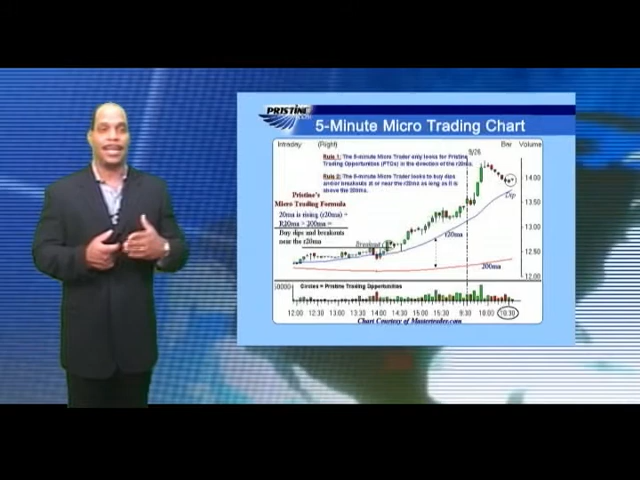 PRISTINE
5-Minute Micro Trading Chart
Intraday (Right) Volume
9/26
Rule 1: The 5-minute Micro Trader only looks for Pristine
Trading Opportunities (PTOs) in the direction of the r20ma.
Rule 2: The 5-minute Micro Trader looks to buy dips
and/or breakouts at or near the r20ma as long as it is
above the 200ma.
Pristine's
Micro Trading Formula
20ma is rising (r20ma) +
R20ma > 200ma =
Buy dips and breakouts
near the r20ma
Breakout
Dip
r20ma
200ma
14.00
13.50
13.00
12.50
12.00
Circles = Pristine Trading Opportunities
12:00 12:30 13:00 13:30 14:00 14:30 15:00 15:30 9:30 10:00 10:30
Chart Courtesy of Mastertrader.com